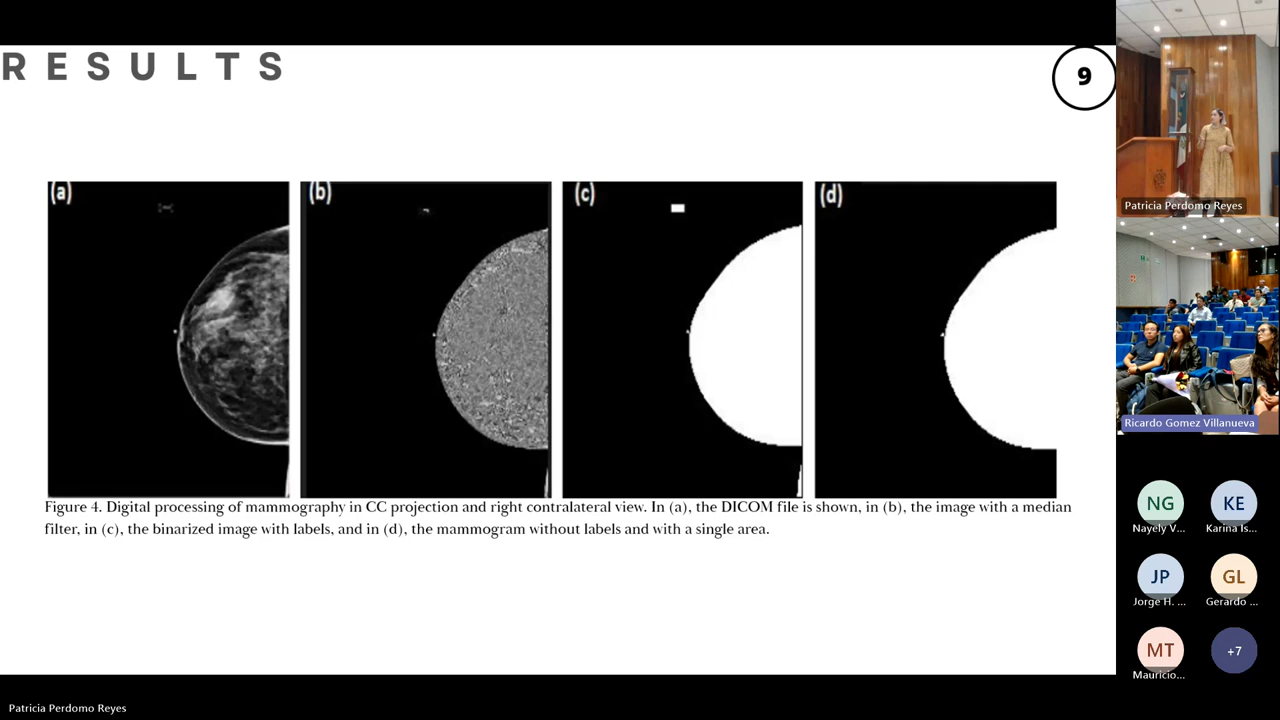 RESULTS
9
(a)
(b)
(c)
(d)
Figure 4. Digital processing of mammography in CC projection and right contralateral view. In (a), the DICOM file is shown, in (b), the image with a median
filter, in (c), the binarized image with labels, and in (d), the mammogram without labels and with a single area.
Patricia Perdomo Reyes
Ricardo Gomez Villanueva
NG
KE
Nayely V...
Karina Is...
JP
GL
Jorge H. ...
Gerardo ...
MT
+7
Mauricio...
Patricia Perdomo Reyes